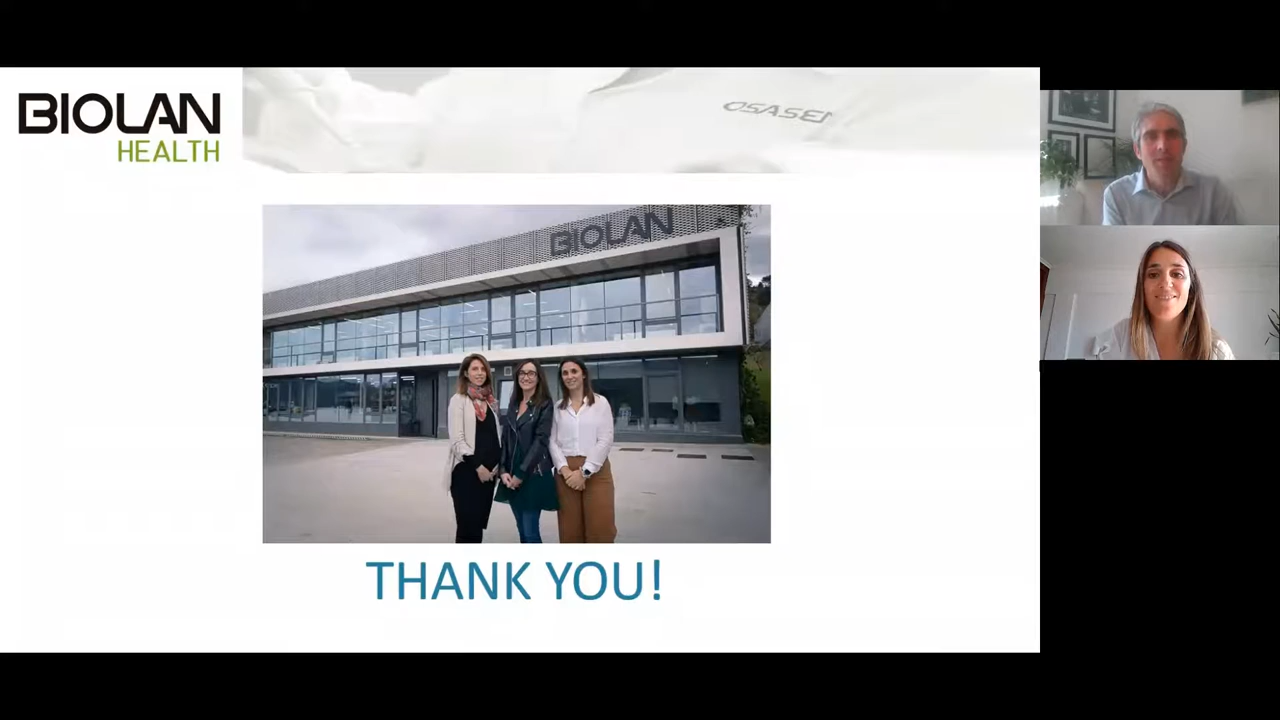 BIOLAN
HEALTH
OSASEN
BIOLAN
THANK YOU!